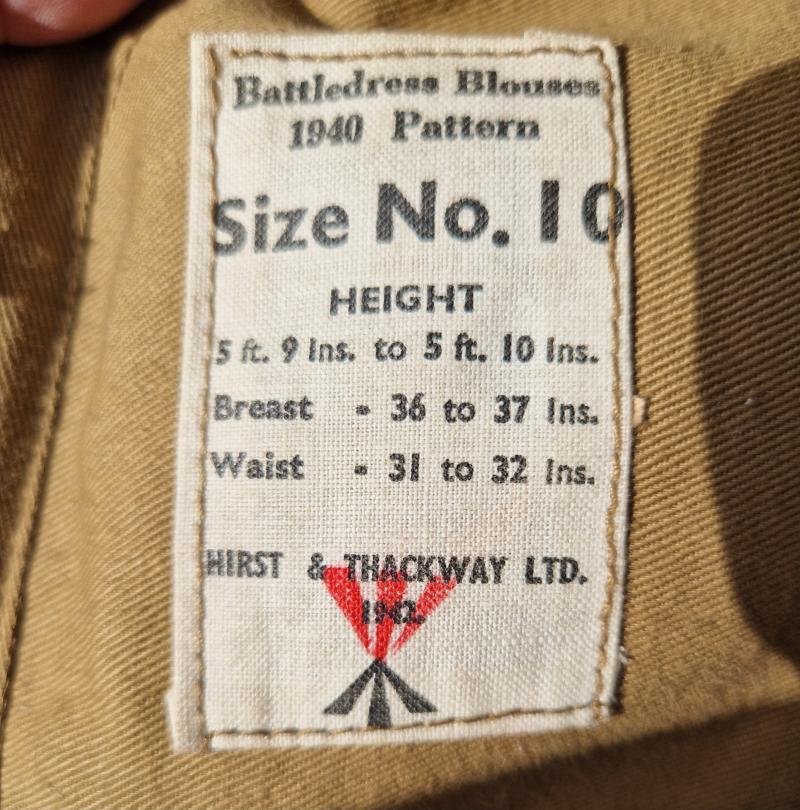 Battledress Blouses
1940 Pattern
Size No. 10
HEIGHT
5 ft. 9 Ins. to 5 ft. 10 Ins.
Breast - 36 to 37 Ins.
Waist - 31 to 32 Ins.
HIRST & THACKWAY LTD.
1942.